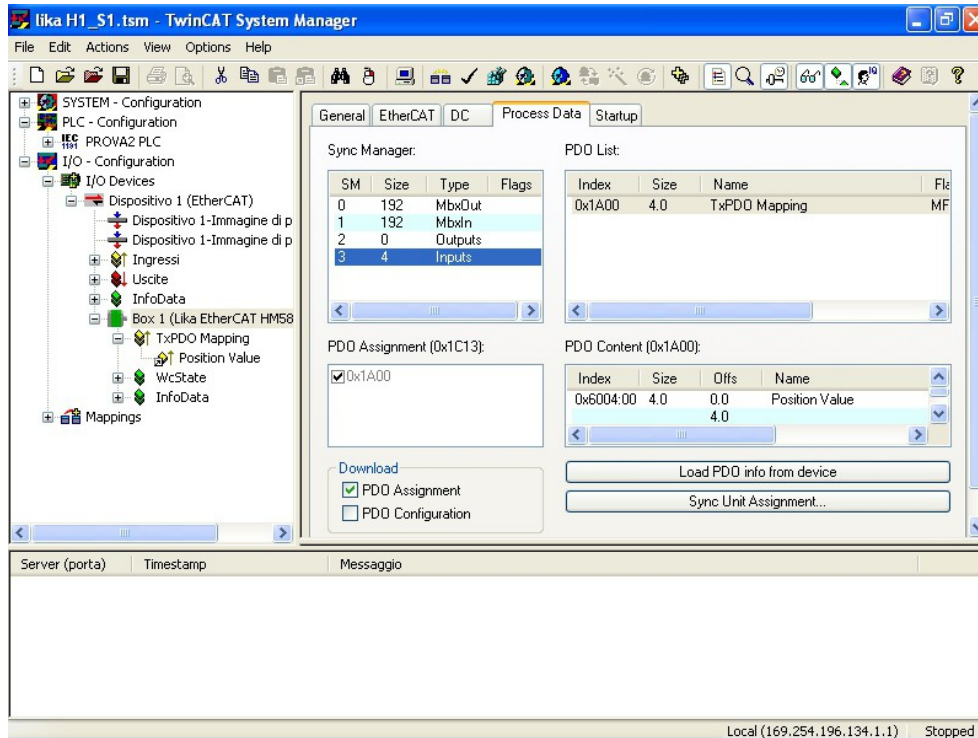 lika H1_S1.tsm - TwinCAT System Manager
File Edit Actions View Options Help
SYSTEM - Configuration
PLC - Configuration
IEC 1131 PROVA2 PLC
I/O - Configuration
I/O Devices
Dispositivo 1 (EtherCAT)
Dispositivo 1-Immagine di p
Dispositivo 1-Immagine di p
Ingressi
Uscite
InfoData
Box 1 (Lika EtherCAT HM58
TxPDO Mapping
Position Value
WcState
InfoData
Mappings
General EtherCAT DC Process Data Startup
Sync Manager:
SM Size Type Flags
0 192 MbxOut
1 192 MbxIn
2 0 Outputs
3 4 Inputs
PDO List:
Index Size Name Fla
0x1A00 4.0 TxPDO Mapping MF
PDO Assignment (0x1C13):
0x1A00
PDO Content (0x1A00):
Index Size Offs Name
0x6004:00 4.0 0.0 Position Value
4.0
Download
PDO Assignment
PDO Configuration
Load PDO info from device
Sync Unit Assignment...
Server (porta) Timestamp Messaggio
Local (169.254.196.134.1.1) Stopped